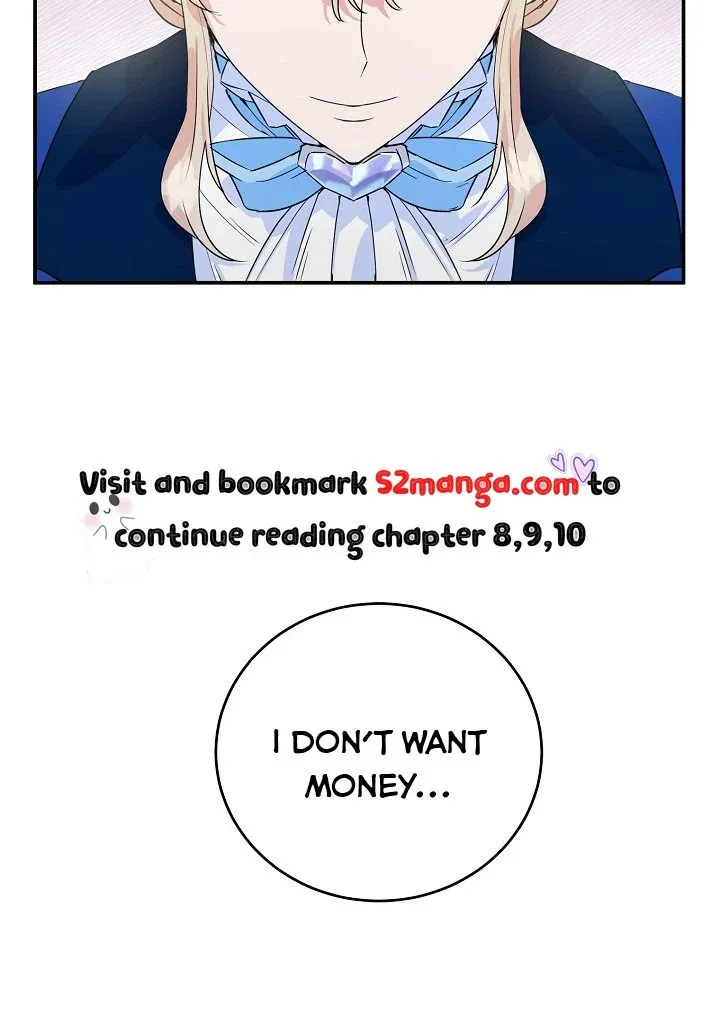 Visit and bookmark S2manga.com to
continue reading chapter 8,9,10
I DON'T WANT
MONEY...